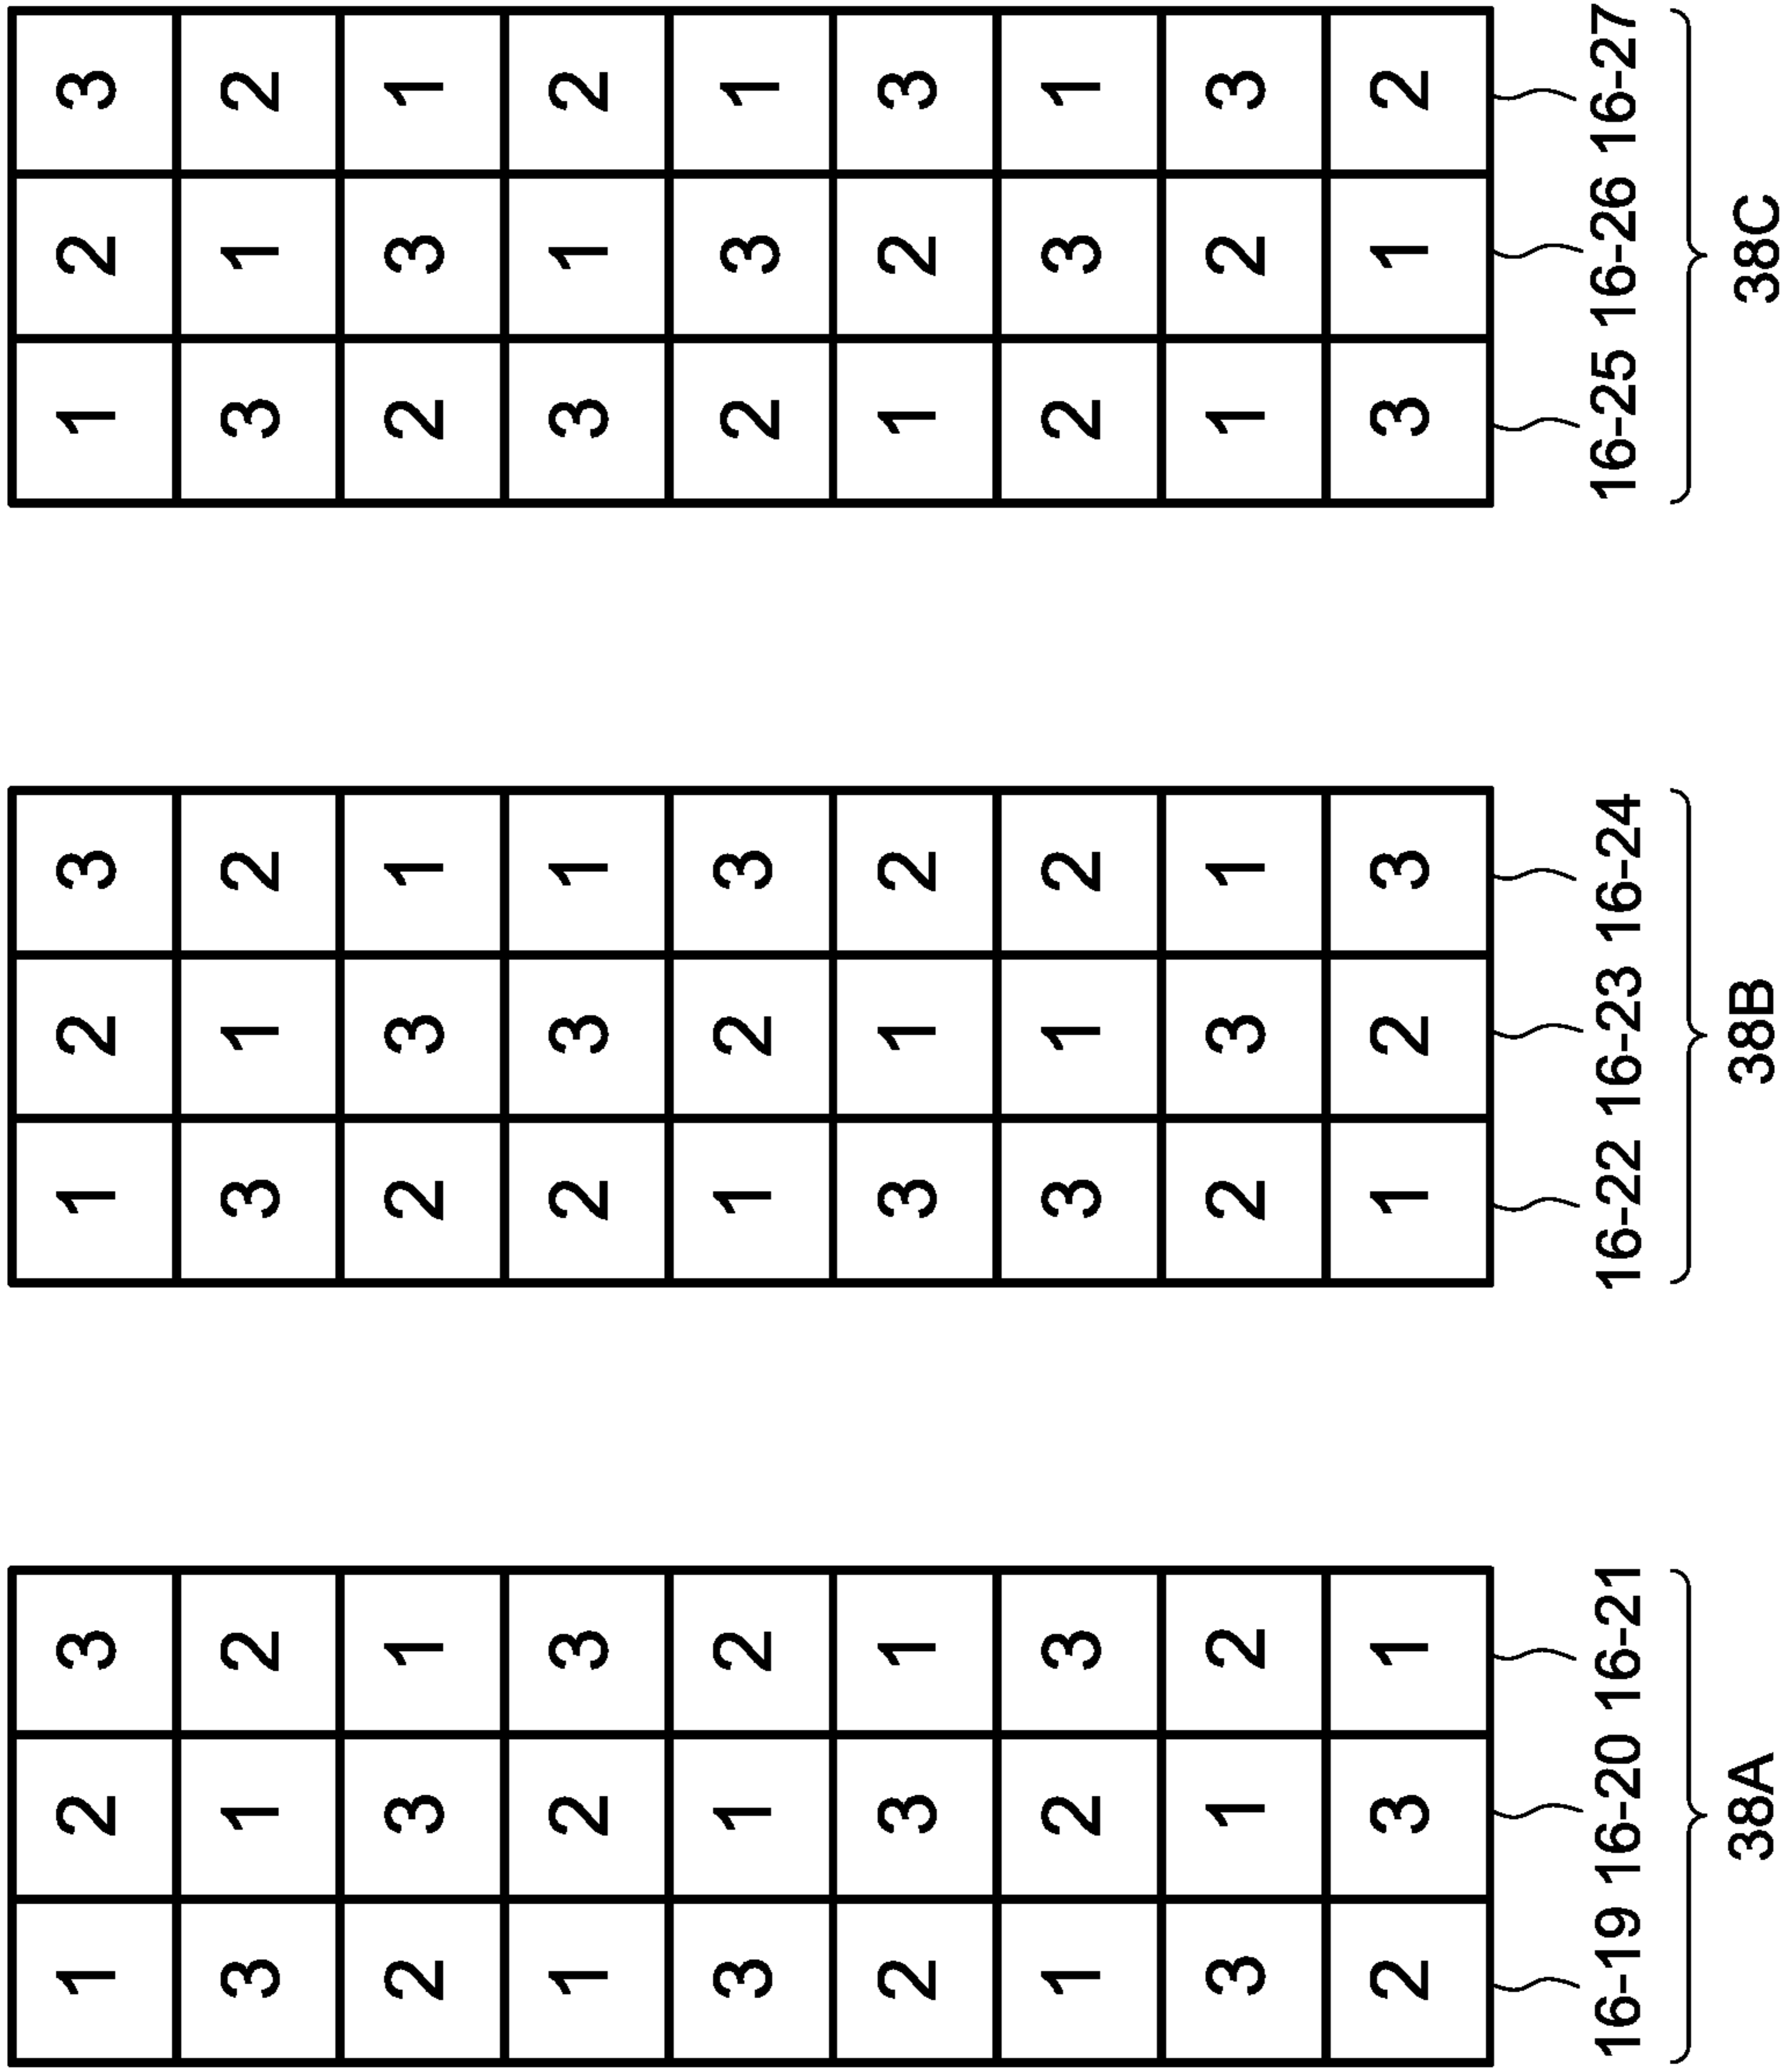 1 2 3 1 2 3 1 2 3
3 1 2 3 1 2 3 1 2
2 3 1 2 3 1 2 3 1
1 2 3 2 3 1 3 1 2
3 1 2 1 2 3 2 3 1
2 3 1 3 1 2 1 2 3
1 2 3 3 1 2 2 3 1
3 1 2 2 3 1 1 2 3
2 3 1 1 2 3 3 1 2
16-19 16-20 16-21 16-22 16-23 16-24 16-25 16-26 16-27
38A 38B 38C